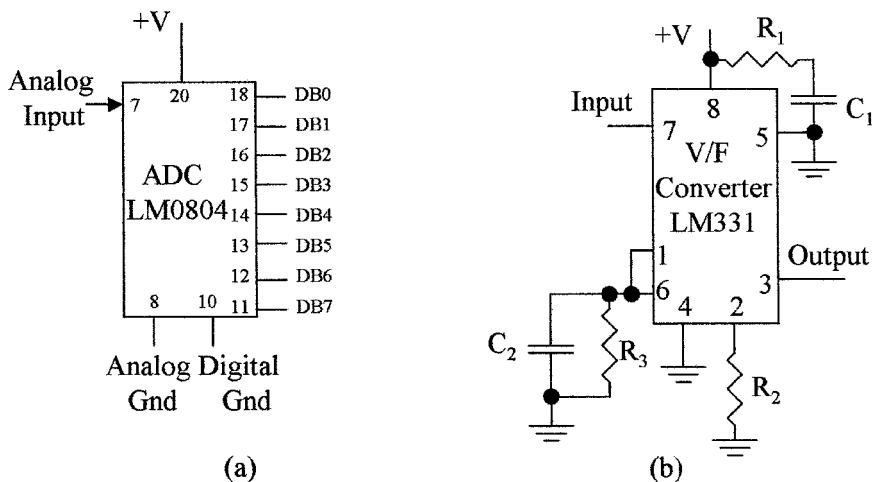 +V
Analog
Input
7
20
18 DB0
17 DB1
16 DB2
ADC
15 DB3
LM0804
14 DB4
13 DB5
12 DB6
8
10
11 DB7
Analog Digital
Gnd Gnd
(a)
+V
R1
Input
8
C1
7
5
V/F
Converter
LM331
1
Output
6
3
4
2
C2
R3
R2
(b)